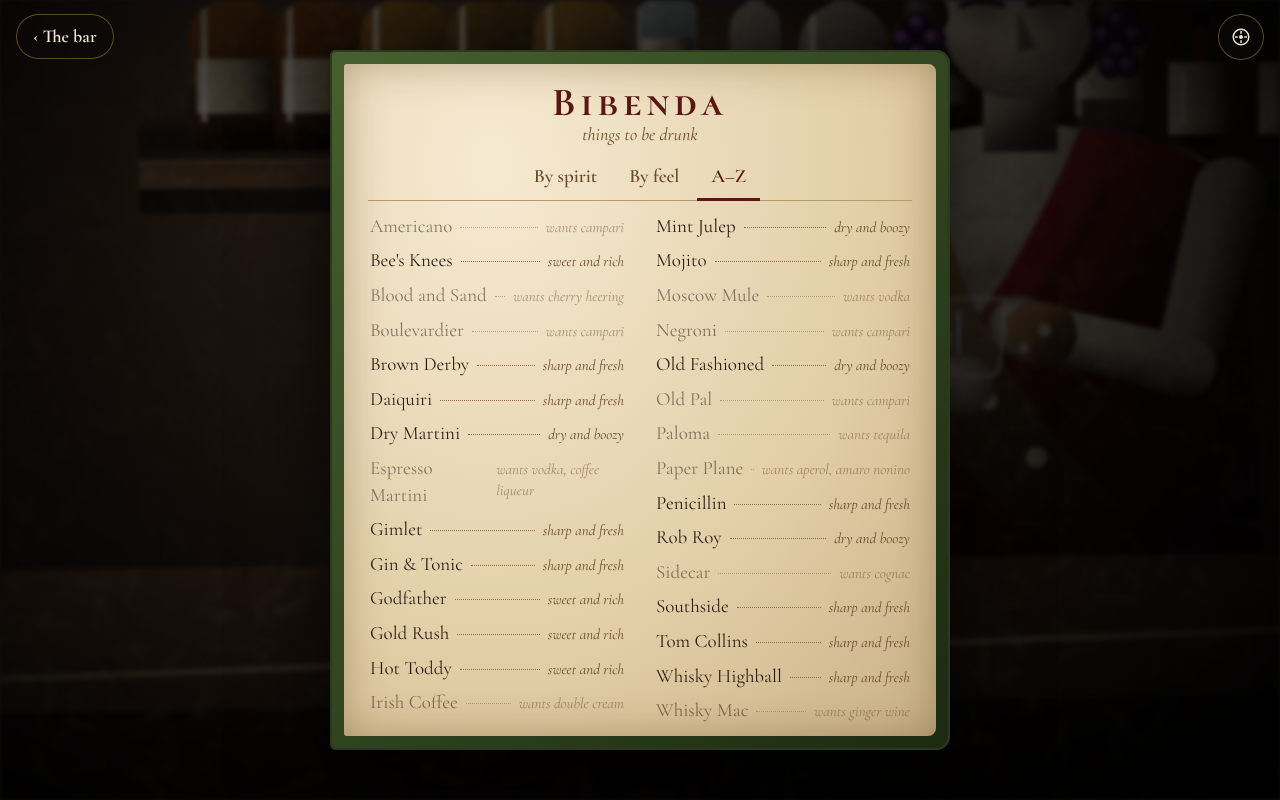 ‹ The bar
Bibenda
things to be drunk
By spirit By feel A–Z
Americano wants campari
Bee's Knees sweet and rich
Blood and Sand wants cherry heering
Boulevardier wants campari
Brown Derby sharp and fresh
Daiquiri sharp and fresh
Dry Martini dry and boozy
Espresso Martini wants vodka, coffee liqueur
Gimlet sharp and fresh
Gin & Tonic sharp and fresh
Godfather sweet and rich
Gold Rush sweet and rich
Hot Toddy sweet and rich
Irish Coffee wants double cream
Mint Julep dry and boozy
Mojito sharp and fresh
Moscow Mule wants vodka
Negroni wants campari
Old Fashioned dry and boozy
Old Pal wants campari
Paloma wants tequila
Paper Plane wants aperol, amaro nonino
Penicillin sharp and fresh
Rob Roy dry and boozy
Sidecar wants cognac
Southside sharp and fresh
Tom Collins sharp and fresh
Whisky Highball sharp and fresh
Whisky Mac wants ginger wine